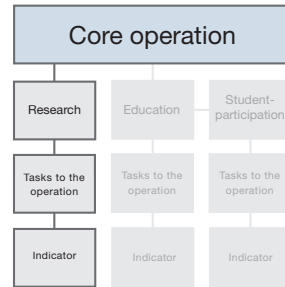 Core operation
Research
Education
Student-
participation
Tasks to the
operation
Tasks to the
operation
Tasks to the
operation
Indicator
Indicator
Indicator